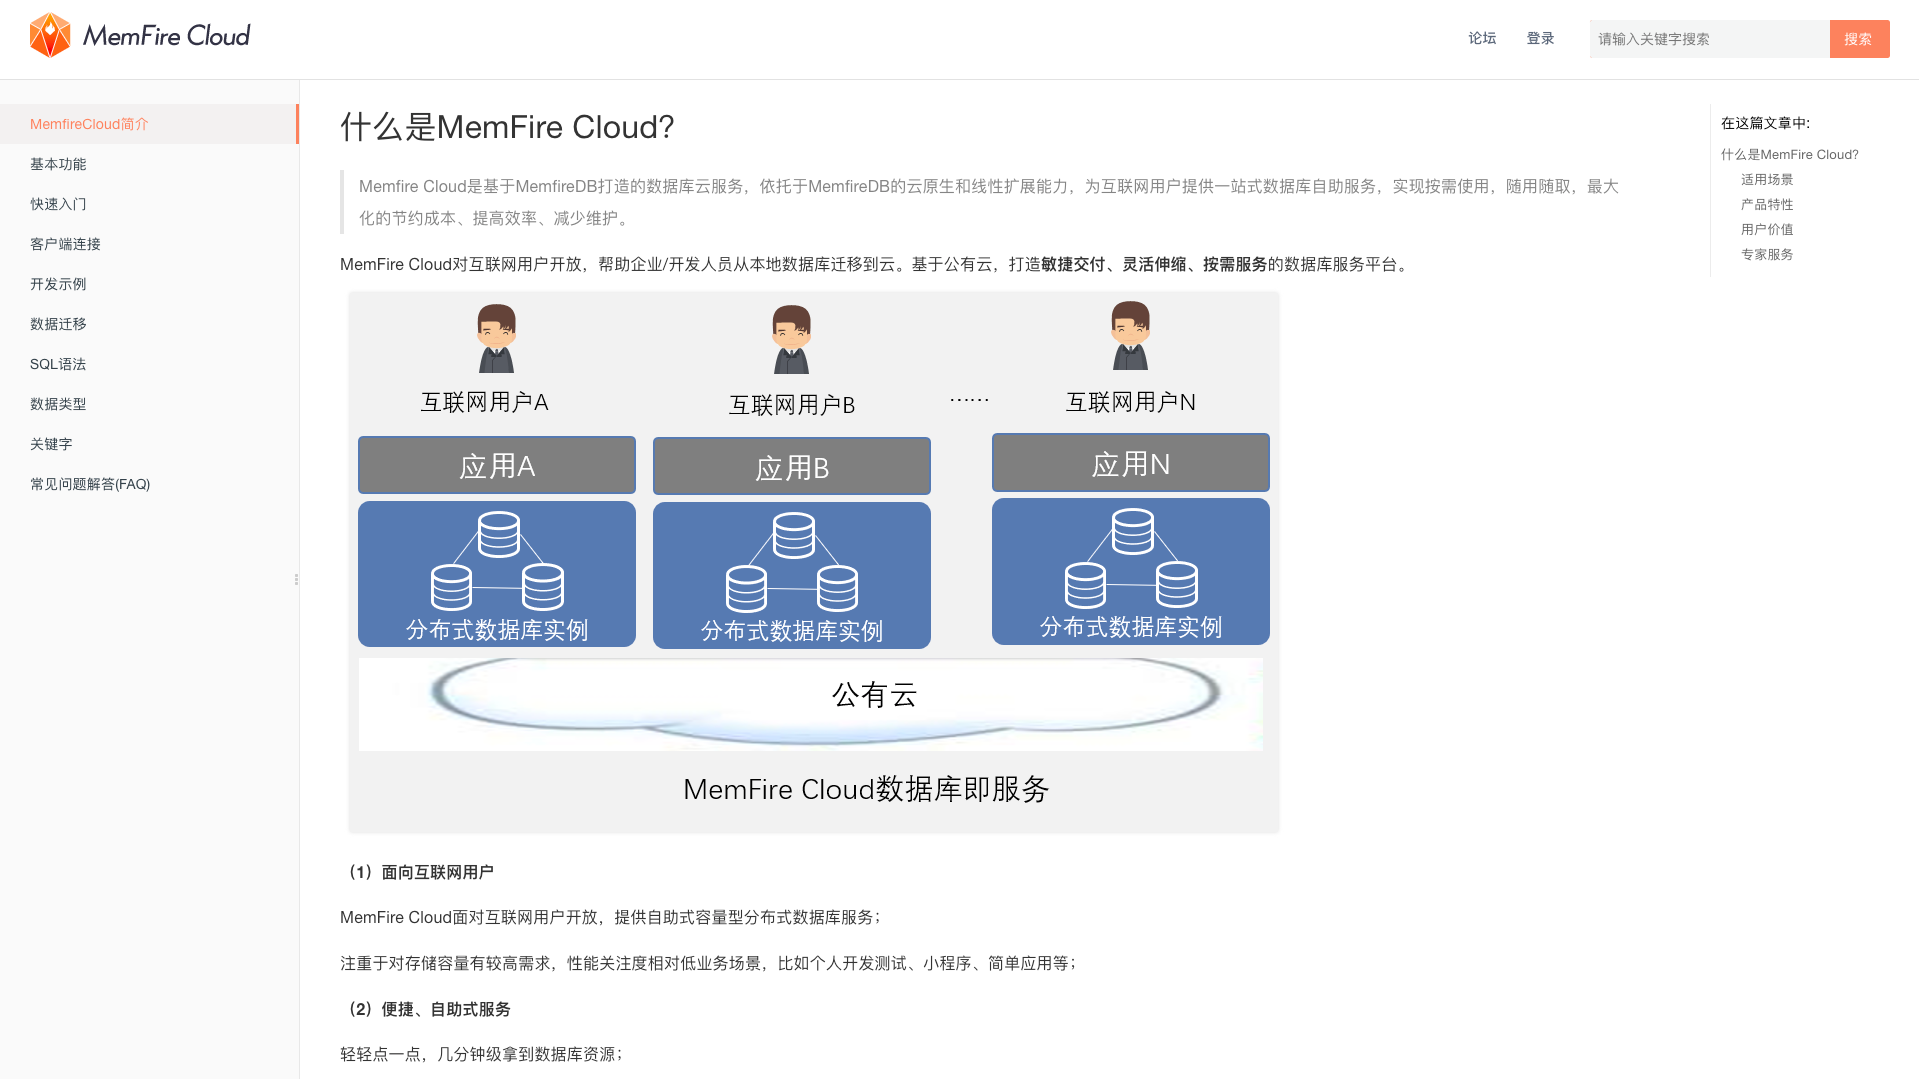 MemFire Cloud
论坛
登录
请输入关键字搜索
搜索
MemfireCloud简介
基本功能
快速入门
客户端连接
开发示例
数据迁移
SQL语法
数据类型
关键字
常见问题解答(FAQ)
什么是MemFire Cloud?
Memfire Cloud是基于MemfireDB打造的数据库云服务，依托于MemfireDB的云原生和线性扩展能力，为互联网用户提供一站式数据库自助服务，实现按需使用，随用随取，最大
化的节约成本、提高效率、减少维护。
MemFire Cloud对互联网用户开放，帮助企业/开发人员从本地数据库迁移到云。基于公有云，打造敏捷交付、灵活伸缩、按需服务的数据库服务平台。
互联网用户A
互联网用户B
……
互联网用户N
应用A
应用B
应用N
分布式数据库实例
分布式数据库实例
分布式数据库实例
公有云
MemFire Cloud数据库即服务
（1）面向互联网用户
MemFire Cloud面对互联网用户开放，提供自助式容量型分布式数据库服务；
注重于对存储容量有较高需求，性能关注度相对低业务场景，比如个人开发测试、小程序、简单应用等；
（2）便捷、自助式服务
轻轻点一点，几分钟级拿到数据库资源；
在这篇文章中:
什么是MemFire Cloud?
适用场景
产品特性
用户价值
专家服务